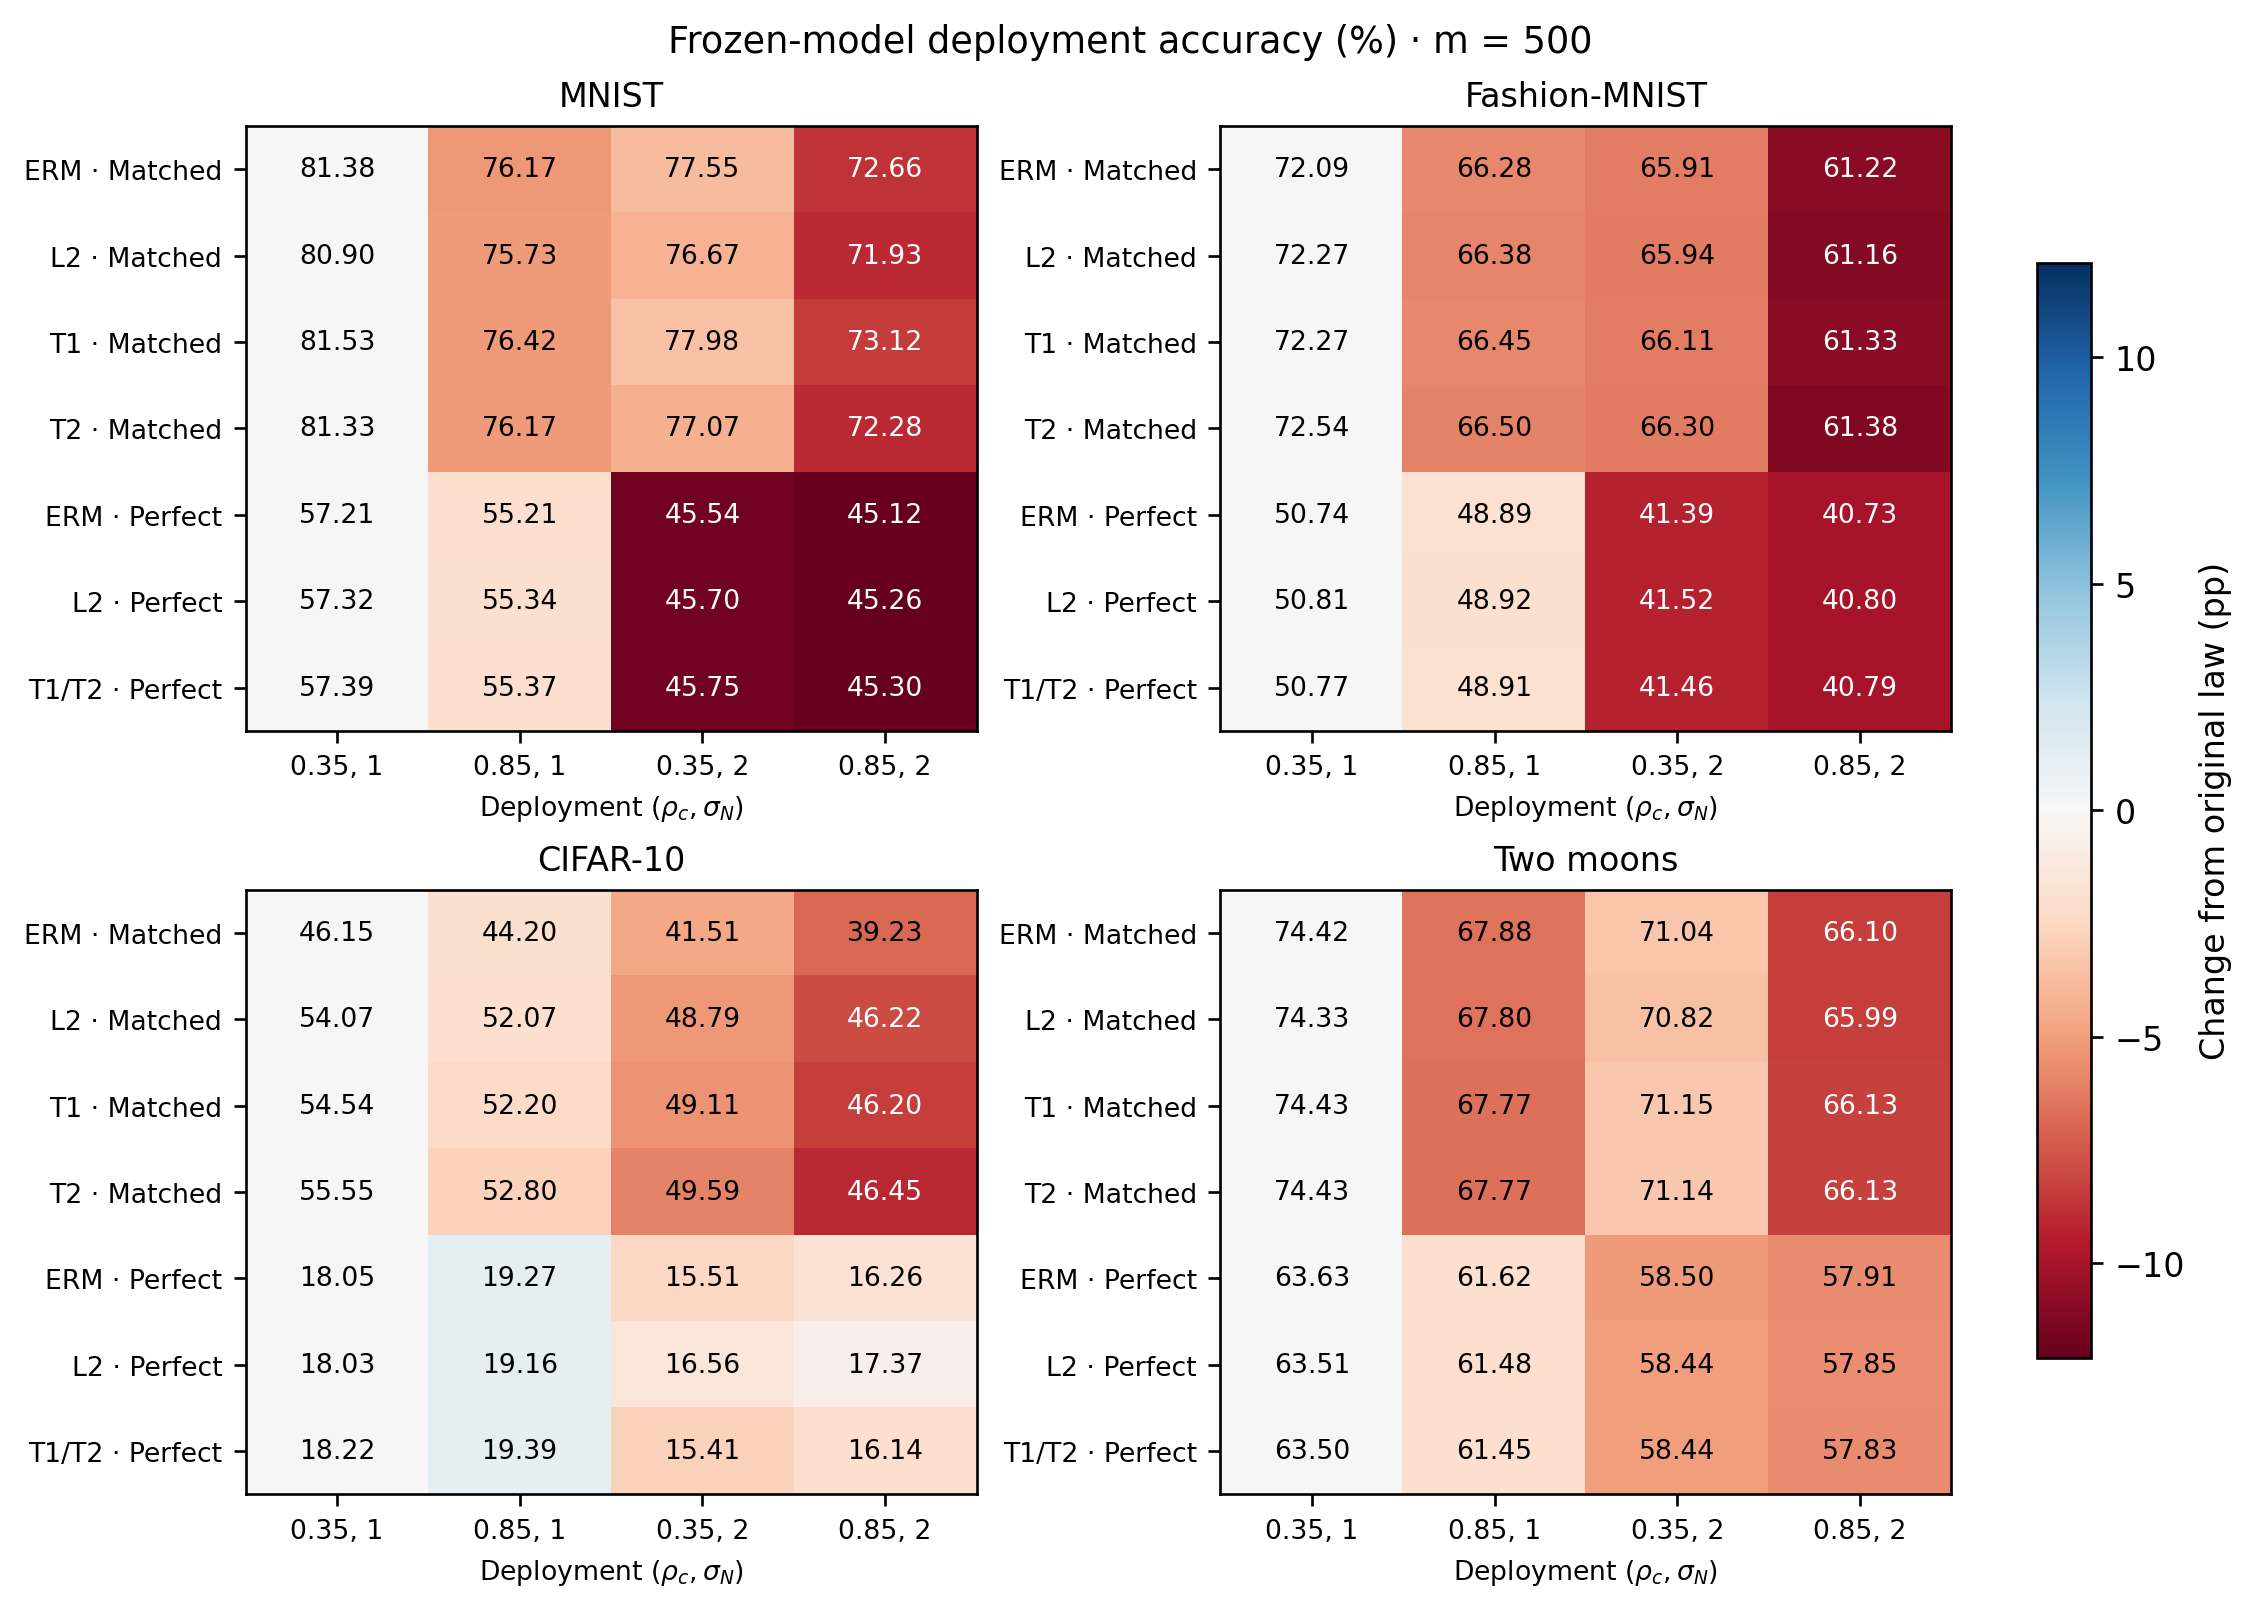 Frozen-model deployment accuracy (%) · m = 500
MNIST
ERM · Matched 81.38 76.17 77.55 72.66
L2 · Matched 80.90 75.73 76.67 71.93
T1 · Matched 81.53 76.42 77.98 73.12
T2 · Matched 81.33 76.17 77.07 72.28
ERM · Perfect 57.21 55.21 45.54 45.12
L2 · Perfect 57.32 55.34 45.70 45.26
T1/T2 · Perfect 57.39 55.37 45.75 45.30
0.35, 1 0.85, 1 0.35, 2 0.85, 2
Deployment (ρc, σN)
Fashion-MNIST
ERM · Matched 72.09 66.28 65.91 61.22
L2 · Matched 72.27 66.38 65.94 61.16
T1 · Matched 72.27 66.45 66.11 61.33
T2 · Matched 72.54 66.50 66.30 61.38
ERM · Perfect 50.74 48.89 41.39 40.73
L2 · Perfect 50.81 48.92 41.52 40.80
T1/T2 · Perfect 50.77 48.91 41.46 40.79
0.35, 1 0.85, 1 0.35, 2 0.85, 2
Deployment (ρc, σN)
CIFAR-10
ERM · Matched 46.15 44.20 41.51 39.23
L2 · Matched 54.07 52.07 48.79 46.22
T1 · Matched 54.54 52.20 49.11 46.20
T2 · Matched 55.55 52.80 49.59 46.45
ERM · Perfect 18.05 19.27 15.51 16.26
L2 · Perfect 18.03 19.16 16.56 17.37
T1/T2 · Perfect 18.22 19.39 15.41 16.14
0.35, 1 0.85, 1 0.35, 2 0.85, 2
Deployment (ρc, σN)
Two moons
ERM · Matched 74.42 67.88 71.04 66.10
L2 · Matched 74.33 67.80 70.82 65.99
T1 · Matched 74.43 67.77 71.15 66.13
T2 · Matched 74.43 67.77 71.14 66.13
ERM · Perfect 63.63 61.62 58.50 57.91
L2 · Perfect 63.51 61.48 58.44 57.85
T1/T2 · Perfect 63.50 61.45 58.44 57.83
0.35, 1 0.85, 1 0.35, 2 0.85, 2
Deployment (ρc, σN)
10
5
0
−5
−10
Change from original law (pp)